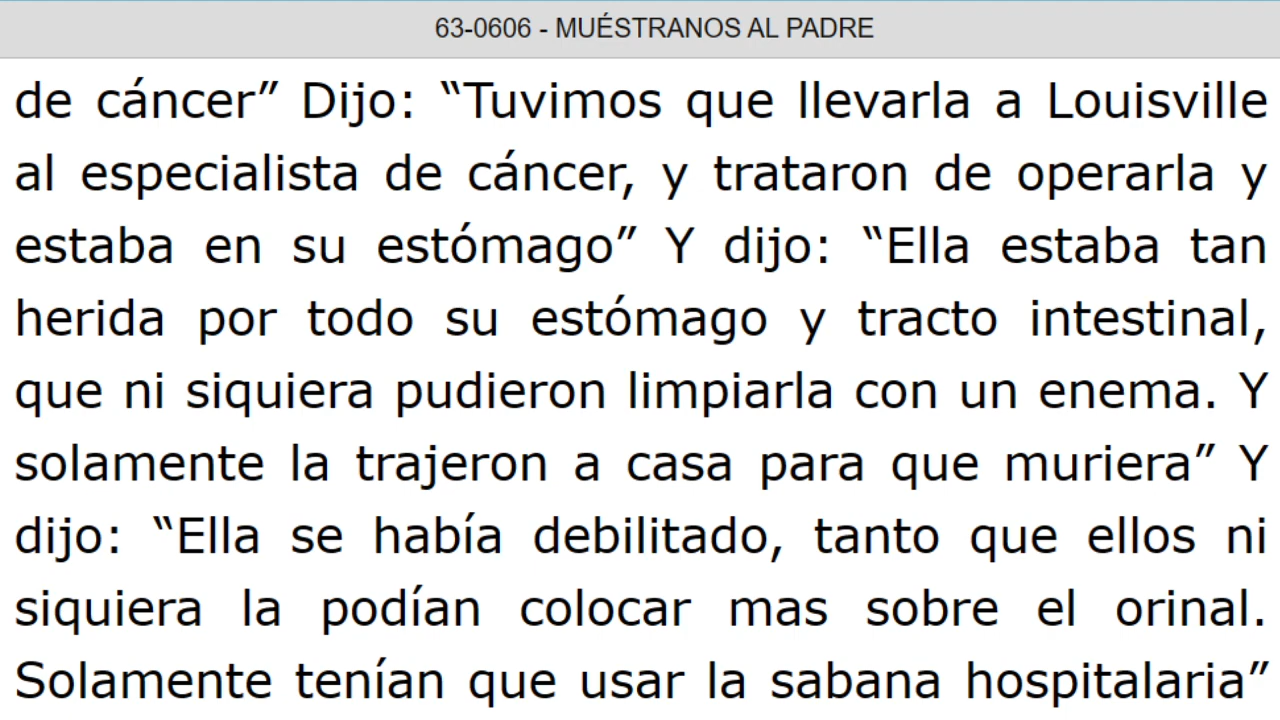 63-0606 - MUÉSTRANOS AL PADRE
de cáncer” Dijo: “Tuvimos que llevarla a Louisville
al especialista de cáncer, y trataron de operarla y
estaba en su estómago” Y dijo: “Ella estaba tan
herida por todo su estómago y tracto intestinal,
que ni siquiera pudieron limpiarla con un enema. Y
solamente la trajeron a casa para que muriera” Y
dijo: “Ella se había debilitado, tanto que ellos ni
siquiera la podían colocar mas sobre el orinal.
Solamente tenían que usar la sabana hospitalaria”